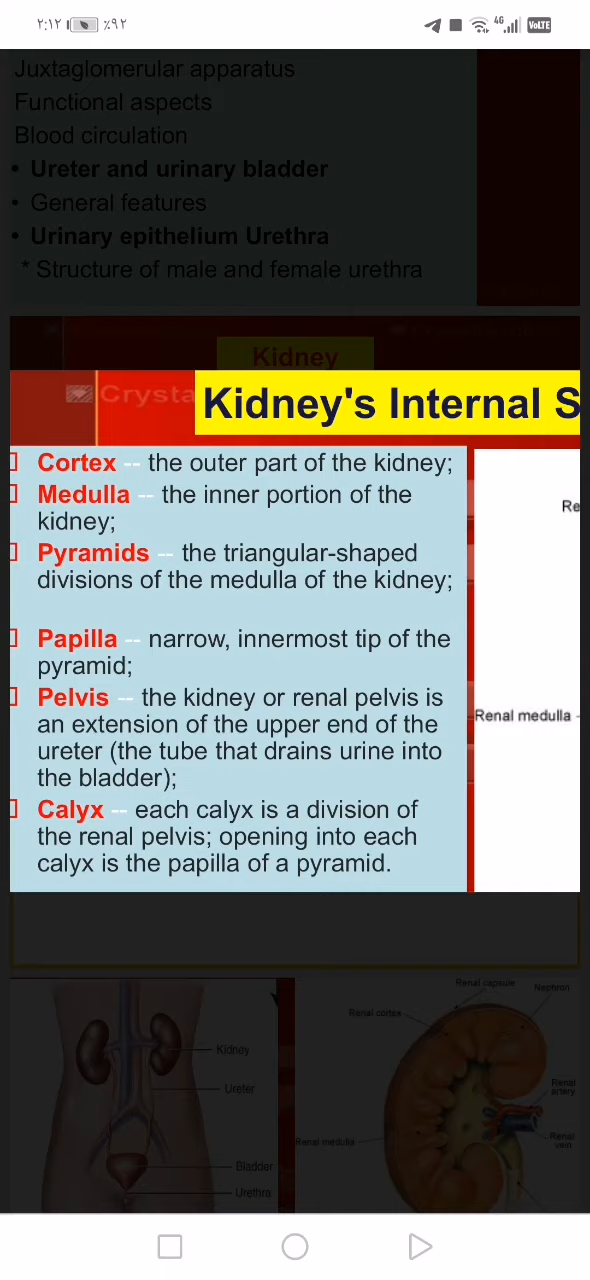 ٢:١٢ ٪٩٢ 4G VoLTE
Juxtaglomerular apparatus
Functional aspects
Blood circulation
• Ureter and urinary bladder
• General features
• Urinary epithelium Urethra
* Structure of male and female urethra
Kidney
Crysta
Kidney's Internal S
Cortex -- the outer part of the kidney;
Medulla -- the inner portion of the
kidney;
Pyramids -- the triangular-shaped
divisions of the medulla of the kidney;
Papilla -- narrow, innermost tip of the
pyramid;
Pelvis -- the kidney or renal pelvis is
an extension of the upper end of the
ureter (the tube that drains urine into
the bladder);
Calyx -- each calyx is a division of
the renal pelvis; opening into each
calyx is the papilla of a pyramid.
Re
Renal medulla
Kidney
Ureter
Bladder
Urethra
Renal capsule
Nephron
Renal cortex
Renal
artery
Renal
vein
Renal medulla